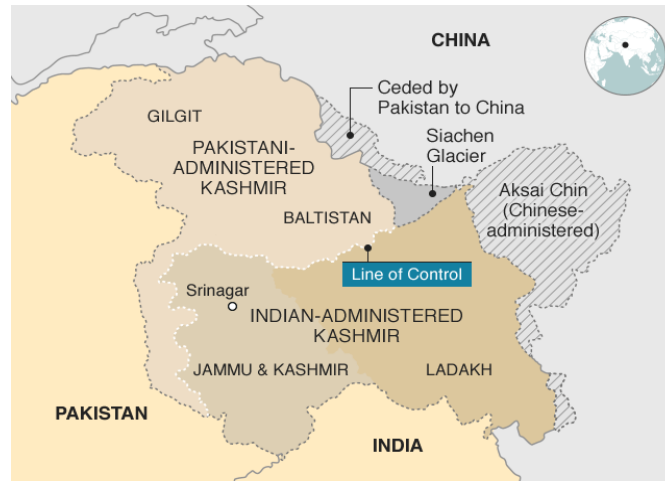 CHINA
Ceded by
Pakistan to China
GILGIT
Siachen
Glacier
PAKISTANI-
ADMINISTERED
KASHMIR
Aksai Chin
(Chinese-
administered)
BALTISTAN
Line of Control
Srinagar
INDIAN-ADMINISTERED
KASHMIR
JAMMU & KASHMIR
LADAKH
PAKISTAN
INDIA